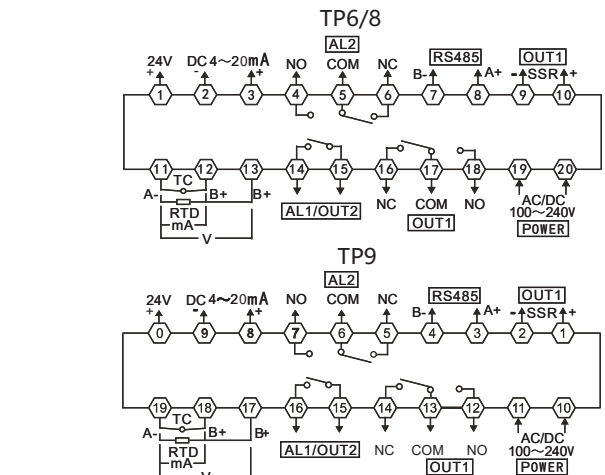 TP6/8
AL2
24V DC 4～20mA NO COM NC RS485 OUT1
+ - + B- A+ -SSR+
1 2 3 4 5 6 7 8 9 10
11 12 13 14 15 16 17 18 19 20
TC
A- B+ B+ NC COM NO AC/DC
RTD AL1/OUT2 OUT1 100～240V
mA POWER
V
TP9
AL2
24V DC 4～20mA NO COM NC RS485 OUT1
+ - + B- A+ -SSR+
0 9 8 7 6 5 4 3 2 1
19 18 17 16 15 14 13 12 11 10
TC
A- B+ B+ AC/DC
RTD AL1/OUT2 NC COM NO 100～240V
mA OUT1 POWER
V